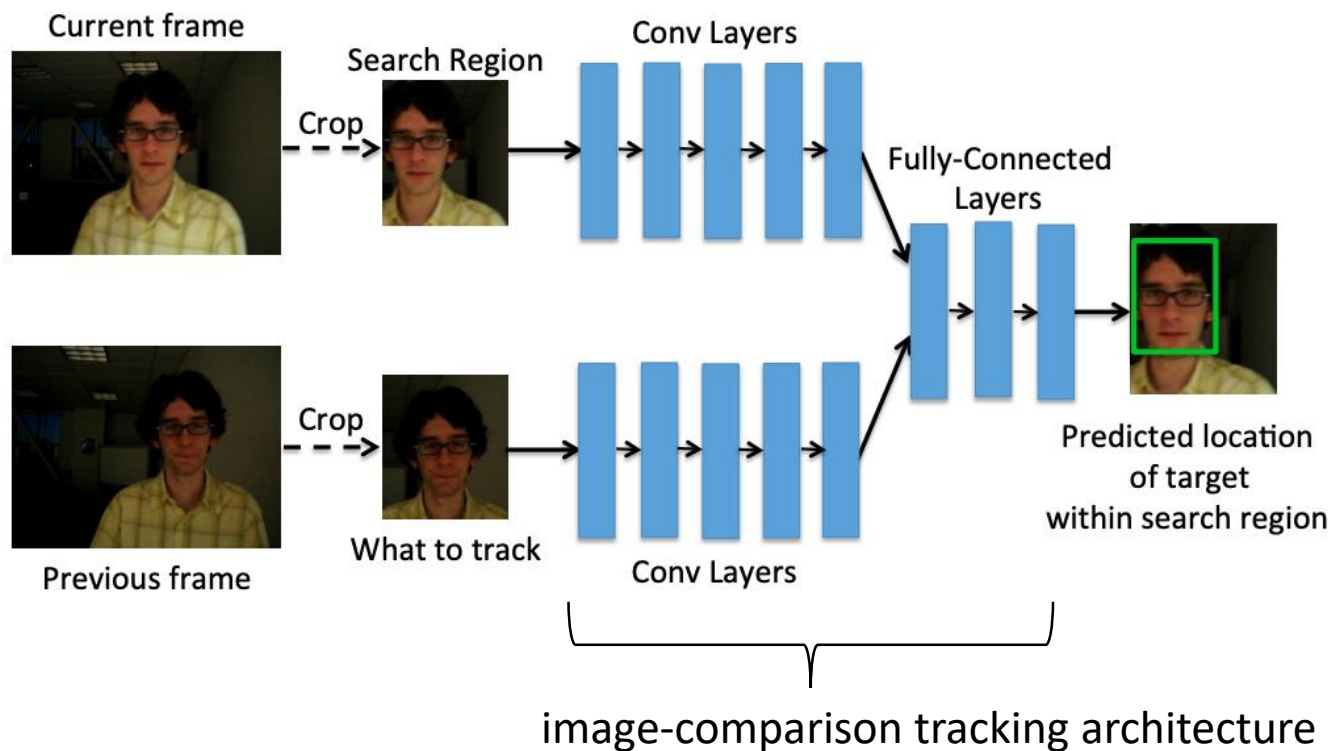 Current frame
Crop
Search Region
Conv Layers
Fully-Connected
Layers
Previous frame
Crop
What to track
Conv Layers
Predicted location
of target
within search region
image-comparison tracking architecture